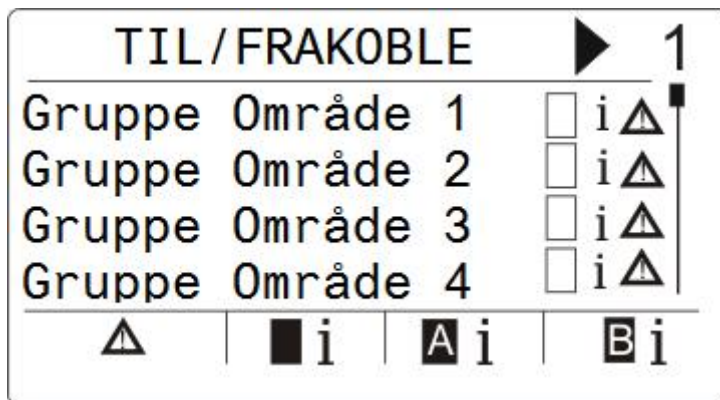 TIL/FRAKOBLE ▶ 1
Gruppe Område 1 i ⚠
Gruppe Område 2 i ⚠
Gruppe Område 3 i ⚠
Gruppe Område 4 i ⚠
⚠ i A i B i